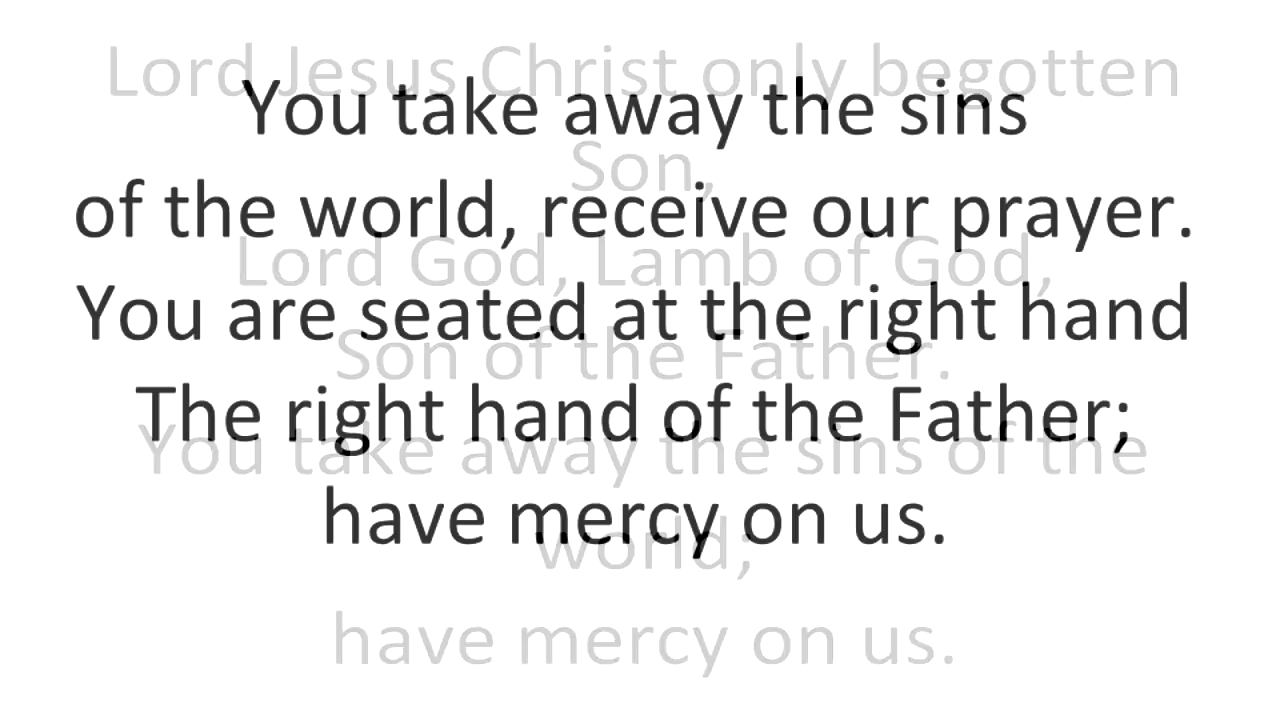 Lord Jesus Christ only begotten
You take away the sins
Son,
of the world, receive our prayer.
Lord God, Lamb of God,
You are seated at the right hand
Son of the Father.
The right hand of the Father;
You take away the sins of the
have mercy on us.
world;
have mercy on us.